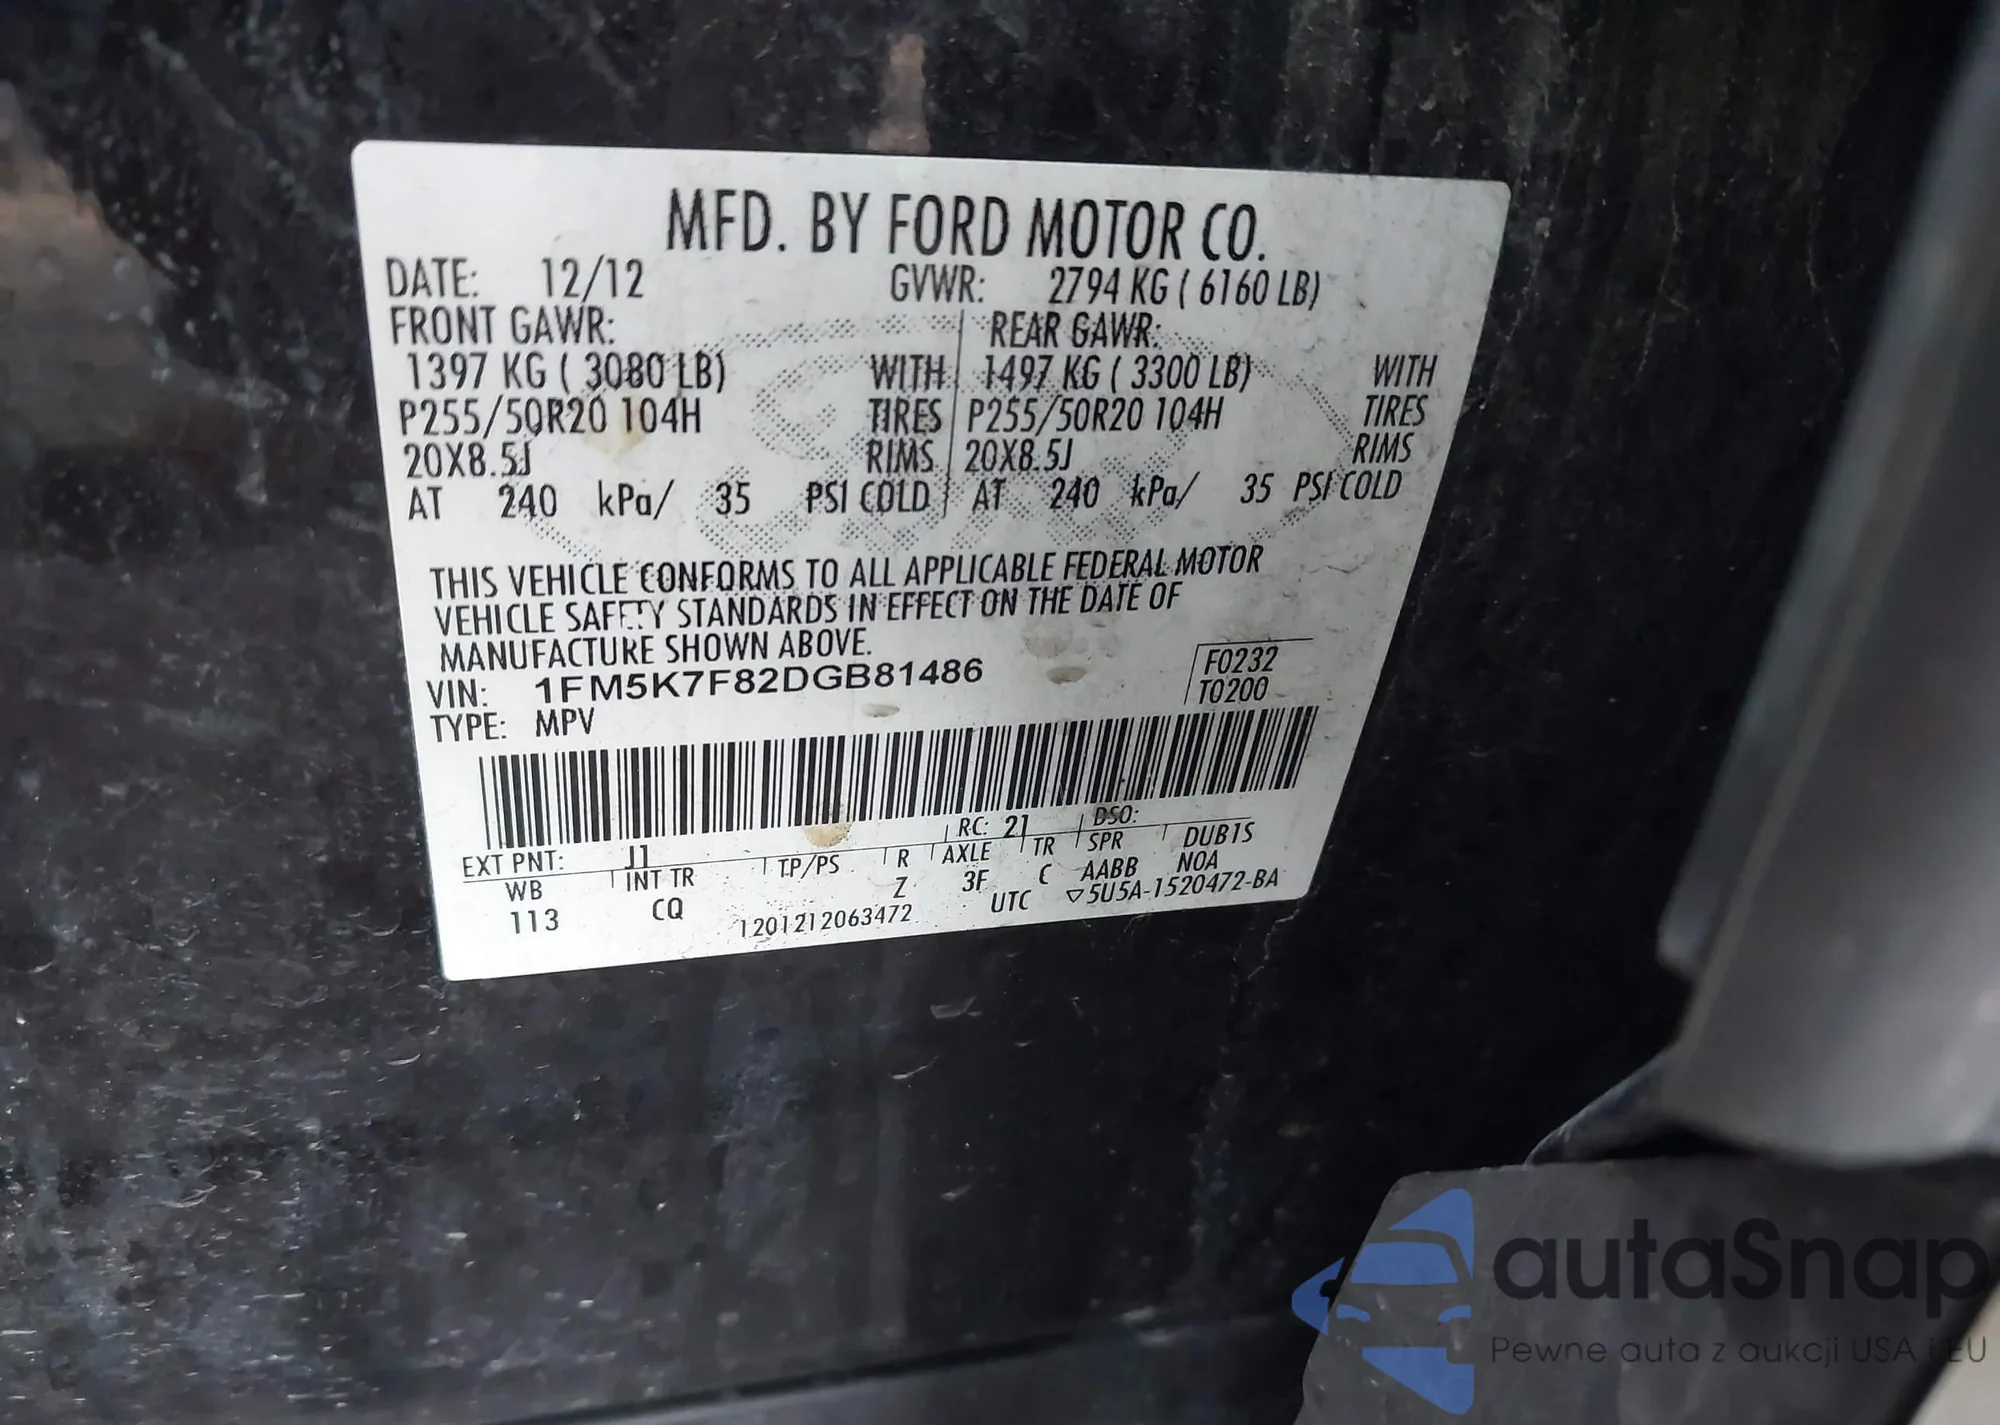 MFD. BY FORD MOTOR CO.
DATE: 12/12 GVWR: 2794 KG ( 6160 LB)
FRONT GAWR: REAR GAWR:
1397 KG ( 3080 LB) WITH 1497 KG ( 3300 LB) WITH
P255/50R20 104H TIRES P255/50R20 104H TIRES
20X8.5J RIMS 20X8.5J RIMS
AT 240 kPa/ 35 PSI COLD AT 240 kPa/ 35 PSI COLD
THIS VEHICLE CONFORMS TO ALL APPLICABLE FEDERAL MOTOR
VEHICLE SAFETY STANDARDS IN EFFECT ON THE DATE OF
MANUFACTURE SHOWN ABOVE.
VIN: 1FM5K7F82DGB81486 F0232
TYPE: MPV T0200
EXT PNT: J1 RC: 21 DSO:
WB INT TR TP/PS R AXLE TR SPR DUB1S
113 CQ Z 3F C AABB N0A
1201212063472 UTC ▽5U5A-1520472-BA
autaSnap
Pewne auta z aukcji USA i EU